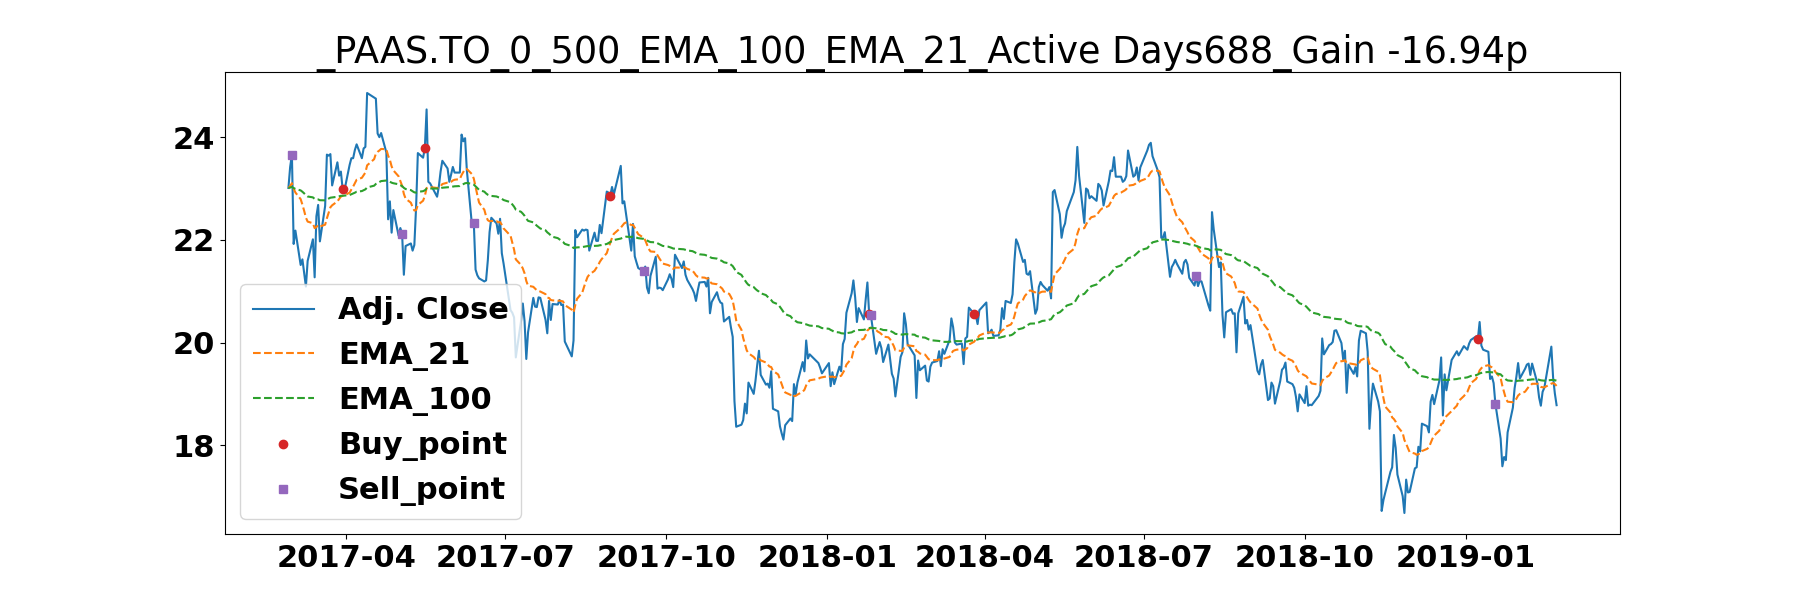 _PAAS.TO_0_500_EMA_100_EMA_21_Active Days688_Gain -16.94p
24
22
20
18
Adj. Close
EMA_21
EMA_100
Buy_point
Sell_point
2017-04 2017-07 2017-10 2018-01 2018-04 2018-07 2018-10 2019-01